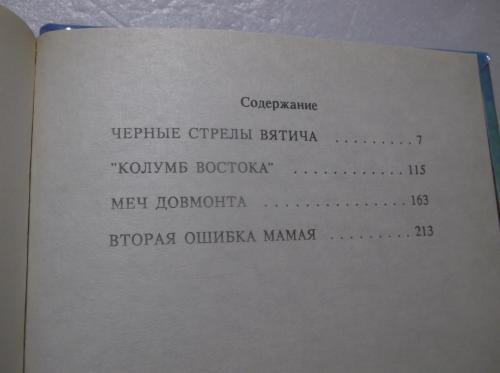 Содержание
ЧЕРНЫЕ СТРЕЛЫ ВЯТИЧА ......... 7
"КОЛУМБ ВОСТОКА" ............ 115
МЕЧ ДОВМОНТА ............... 163
ВТОРАЯ ОШИБКА МАМАЯ ......... 213